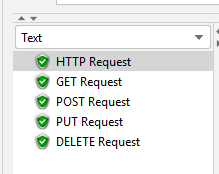 Text
HTTP Request
GET Request
POST Request
PUT Request
DELETE Request